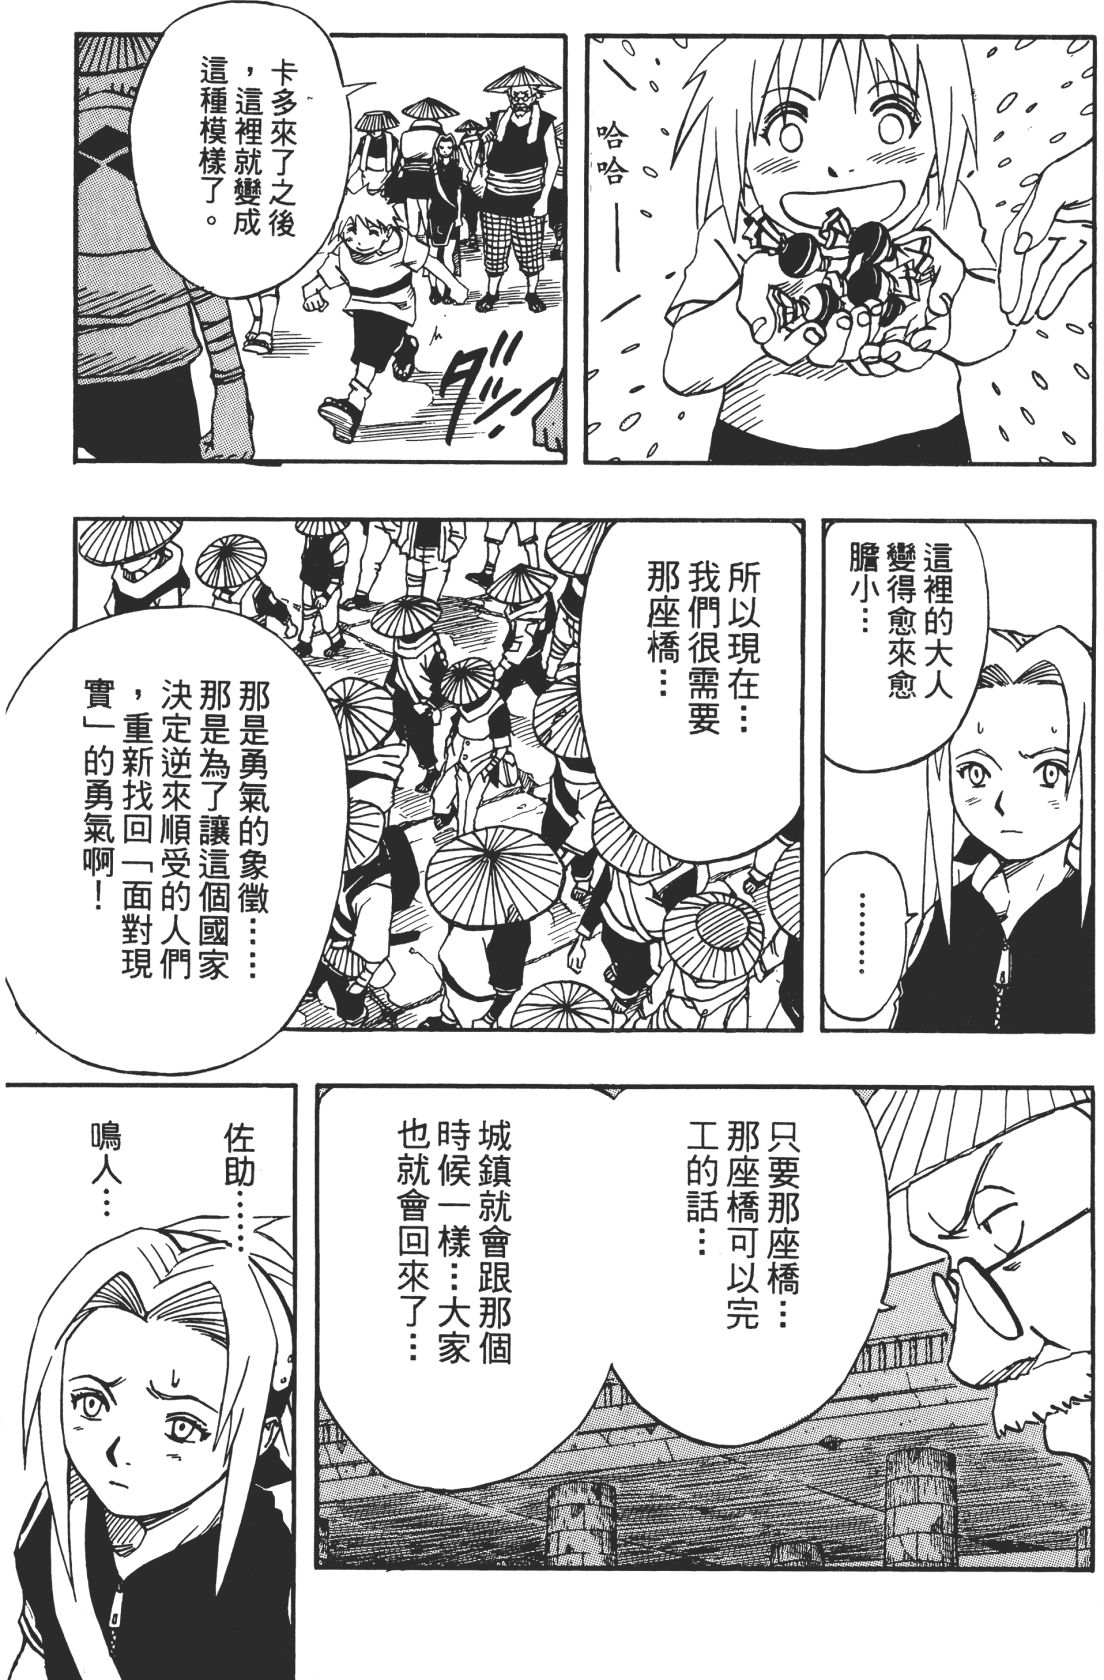 哈哈——
卡多來了之後
，這裡就變成
這種模樣了。
ダッ
這裡的大人
變得愈來愈
膽小…
………
所以現在…
我們很需要
那座橋…
那是勇氣的象徵……
那是為了讓這個國家
決定逆來順受的人們
，重新找回「面對現
實」的勇氣啊！
只要那座橋…
那座橋可以完
工的話…
城鎮就會跟那個
時候一樣…大家
也就會回來了…
佐助……
鳴人…